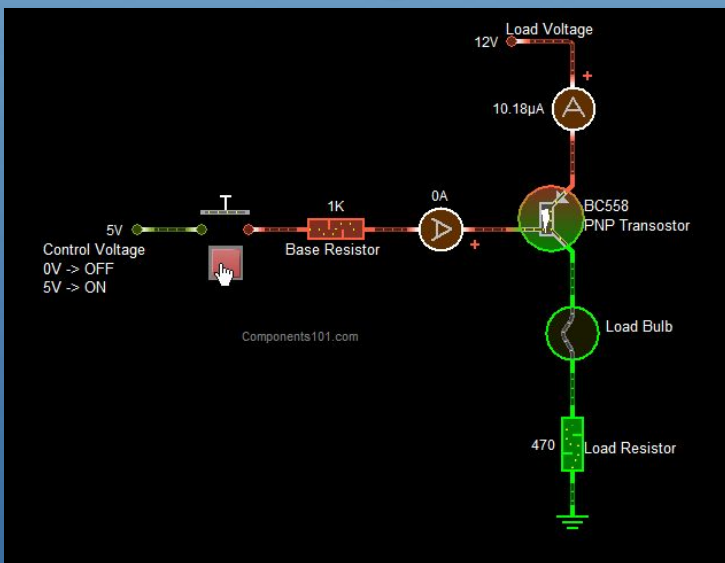 Load Voltage
12V
10.18µA
BC558
PNP Transostor
0A
1K
Base Resistor
5V
Control Voltage
0V -> OFF
5V -> ON
Components101.com
Load Bulb
470
Load Resistor